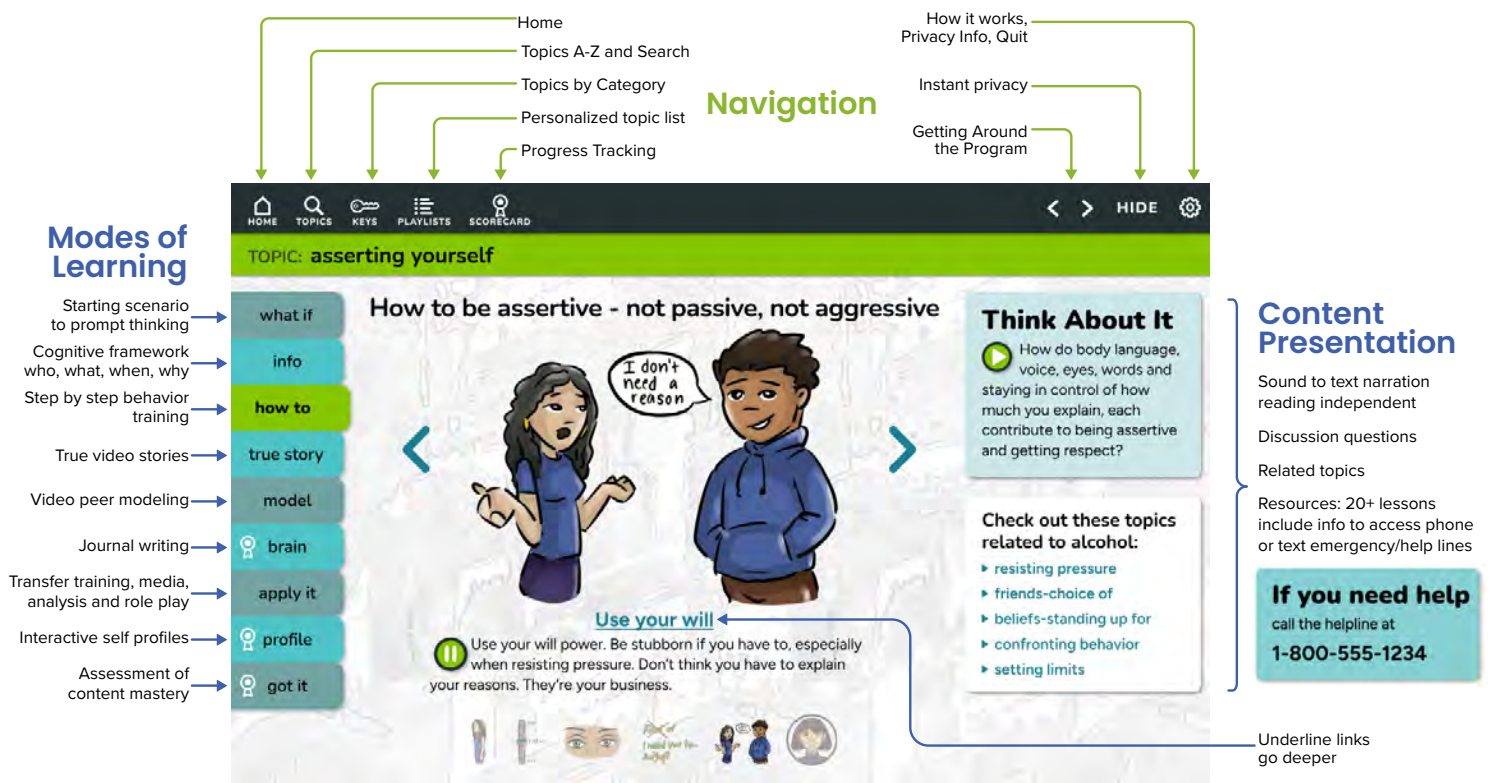 Home
Topics A-Z and Search
Topics by Category
Personalized topic list
Progress Tracking
Navigation
How it works,
Privacy Info, Quit
Instant privacy
Getting Around
the Program
HOME
TOPICS
KEYS
PLAYLISTS
SCORECARD
HIDE
TOPIC: asserting yourself
Modes of
Learning
Starting scenario
to prompt thinking
Cognitive framework
who, what, when, why
Step by step behavior
training
True video stories
Video peer modeling
Journal writing
Transfer training, media,
analysis and role play
Interactive self profiles
Assessment of
content mastery
what if
info
how to
true story
model
brain
apply it
profile
got it
How to be assertive - not passive, not aggressive
I don't
need a
reason
Use your will
Use your will power. Be stubborn if you have to, especially
when resisting pressure. Don't think you have to explain
your reasons. They're your business.
Think About It
How do body language,
voice, eyes, words and
staying in control of how
much you explain, each
contribute to being assertive
and getting respect?
Check out these topics
related to alcohol:
resisting pressure
friends-choice of
beliefs-standing up for
confronting behavior
setting limits
Content
Presentation
Sound to text narration
reading independent
Discussion questions
Related topics
Resources: 20+ lessons
include info to access phone
or text emergency/help lines
If you need help
call the helpline at
1-800-555-1234
Underline links
go deeper